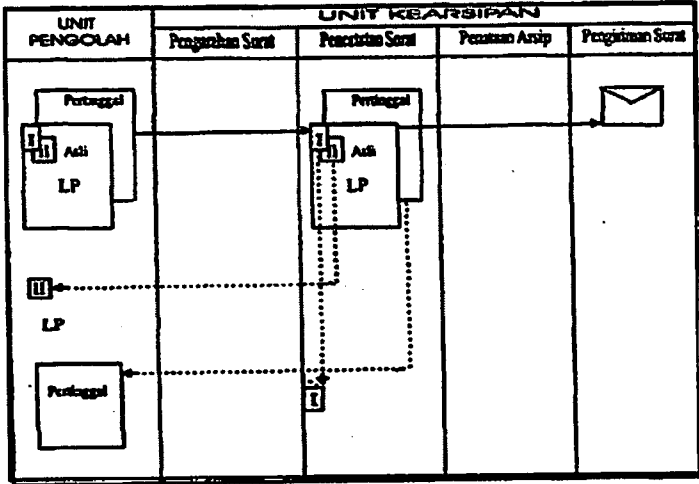 UNIT PENGOLAH
UNIT KEARSIPAN
Pengarahan Surat
Pencatatan Surat
Penataan Arsip
Pengiriman Surat
Pertinggal
I
II
Asli
LP
Pertinggal
I
II
Asli
LP
II
LP
Pertinggal
I